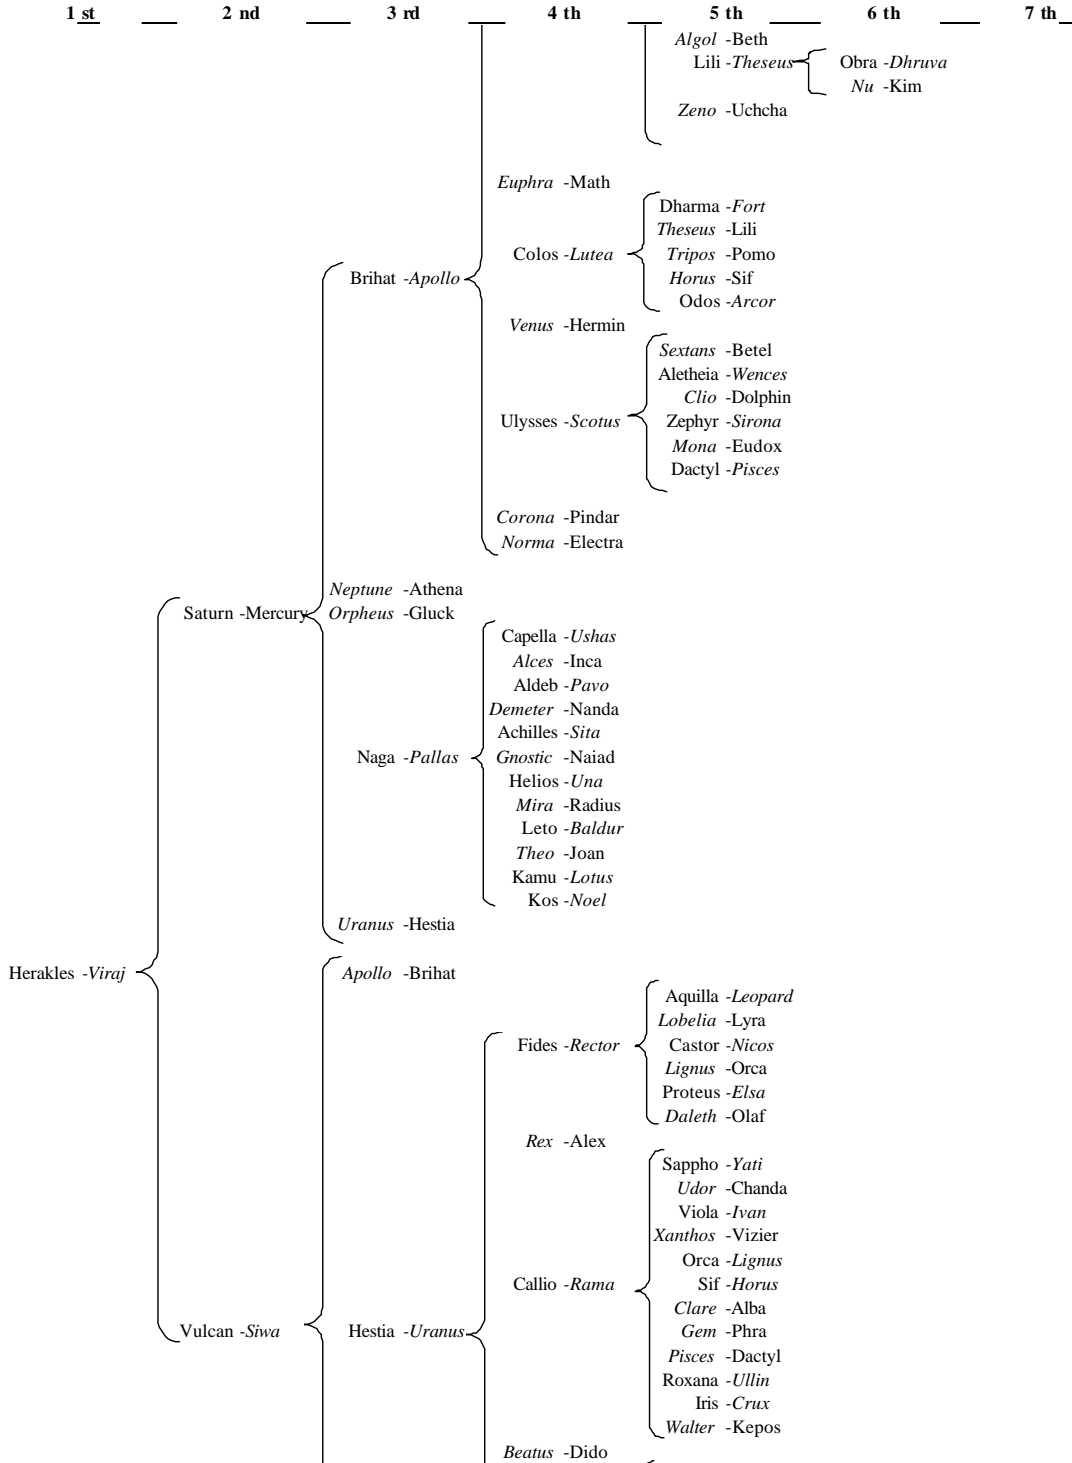 1 st 2 nd 3 rd 4 th 5 th 6 th 7 th
Algol -Beth
Lili -Theseus Obra -Dhruva
Nu -Kim
Zeno -Uchcha
Euphra -Math
Dharma -Fort
Theseus -Lili
Colos -Lutea Tripos -Pomo
Brihat -Apollo Horus -Sif
Odos -Arcor
Venus -Hermin
Sextans -Betel
Aletheia -Wences
Clio -Dolphin
Ulysses -Scotus Zephyr -Sirona
Mona -Eudox
Dactyl -Pisces
Corona -Pindar
Norma -Electra
Neptune -Athena
Saturn -Mercury Orpheus -Gluck
Capella -Ushas
Alces -Inca
Aldeb -Pavo
Demeter -Nanda
Achilles -Sita
Naga -Pallas Gnostic -Naiad
Helios -Una
Mira -Radius
Leto -Baldur
Theo -Joan
Kamu -Lotus
Kos -Noel
Uranus -Hestia
Herakles -Viraj Apollo -Brihat
Aquilla -Leopard
Lobelia -Lyra
Fides -Rector Castor -Nicos
Lignus -Orca
Proteus -Elsa
Daleth -Olaf
Rex -Alex
Sappho -Yati
Udor -Chanda
Viola -Ivan
Xanthos -Vizier
Orca -Lignus
Callio -Rama Sif -Horus
Clare -Alba
Vulcan -Siwa Hestia -Uranus Gem -Phra
Pisces -Dactyl
Roxana -Ullin
Iris -Crux
Walter -Kepos
Beatus -Dido